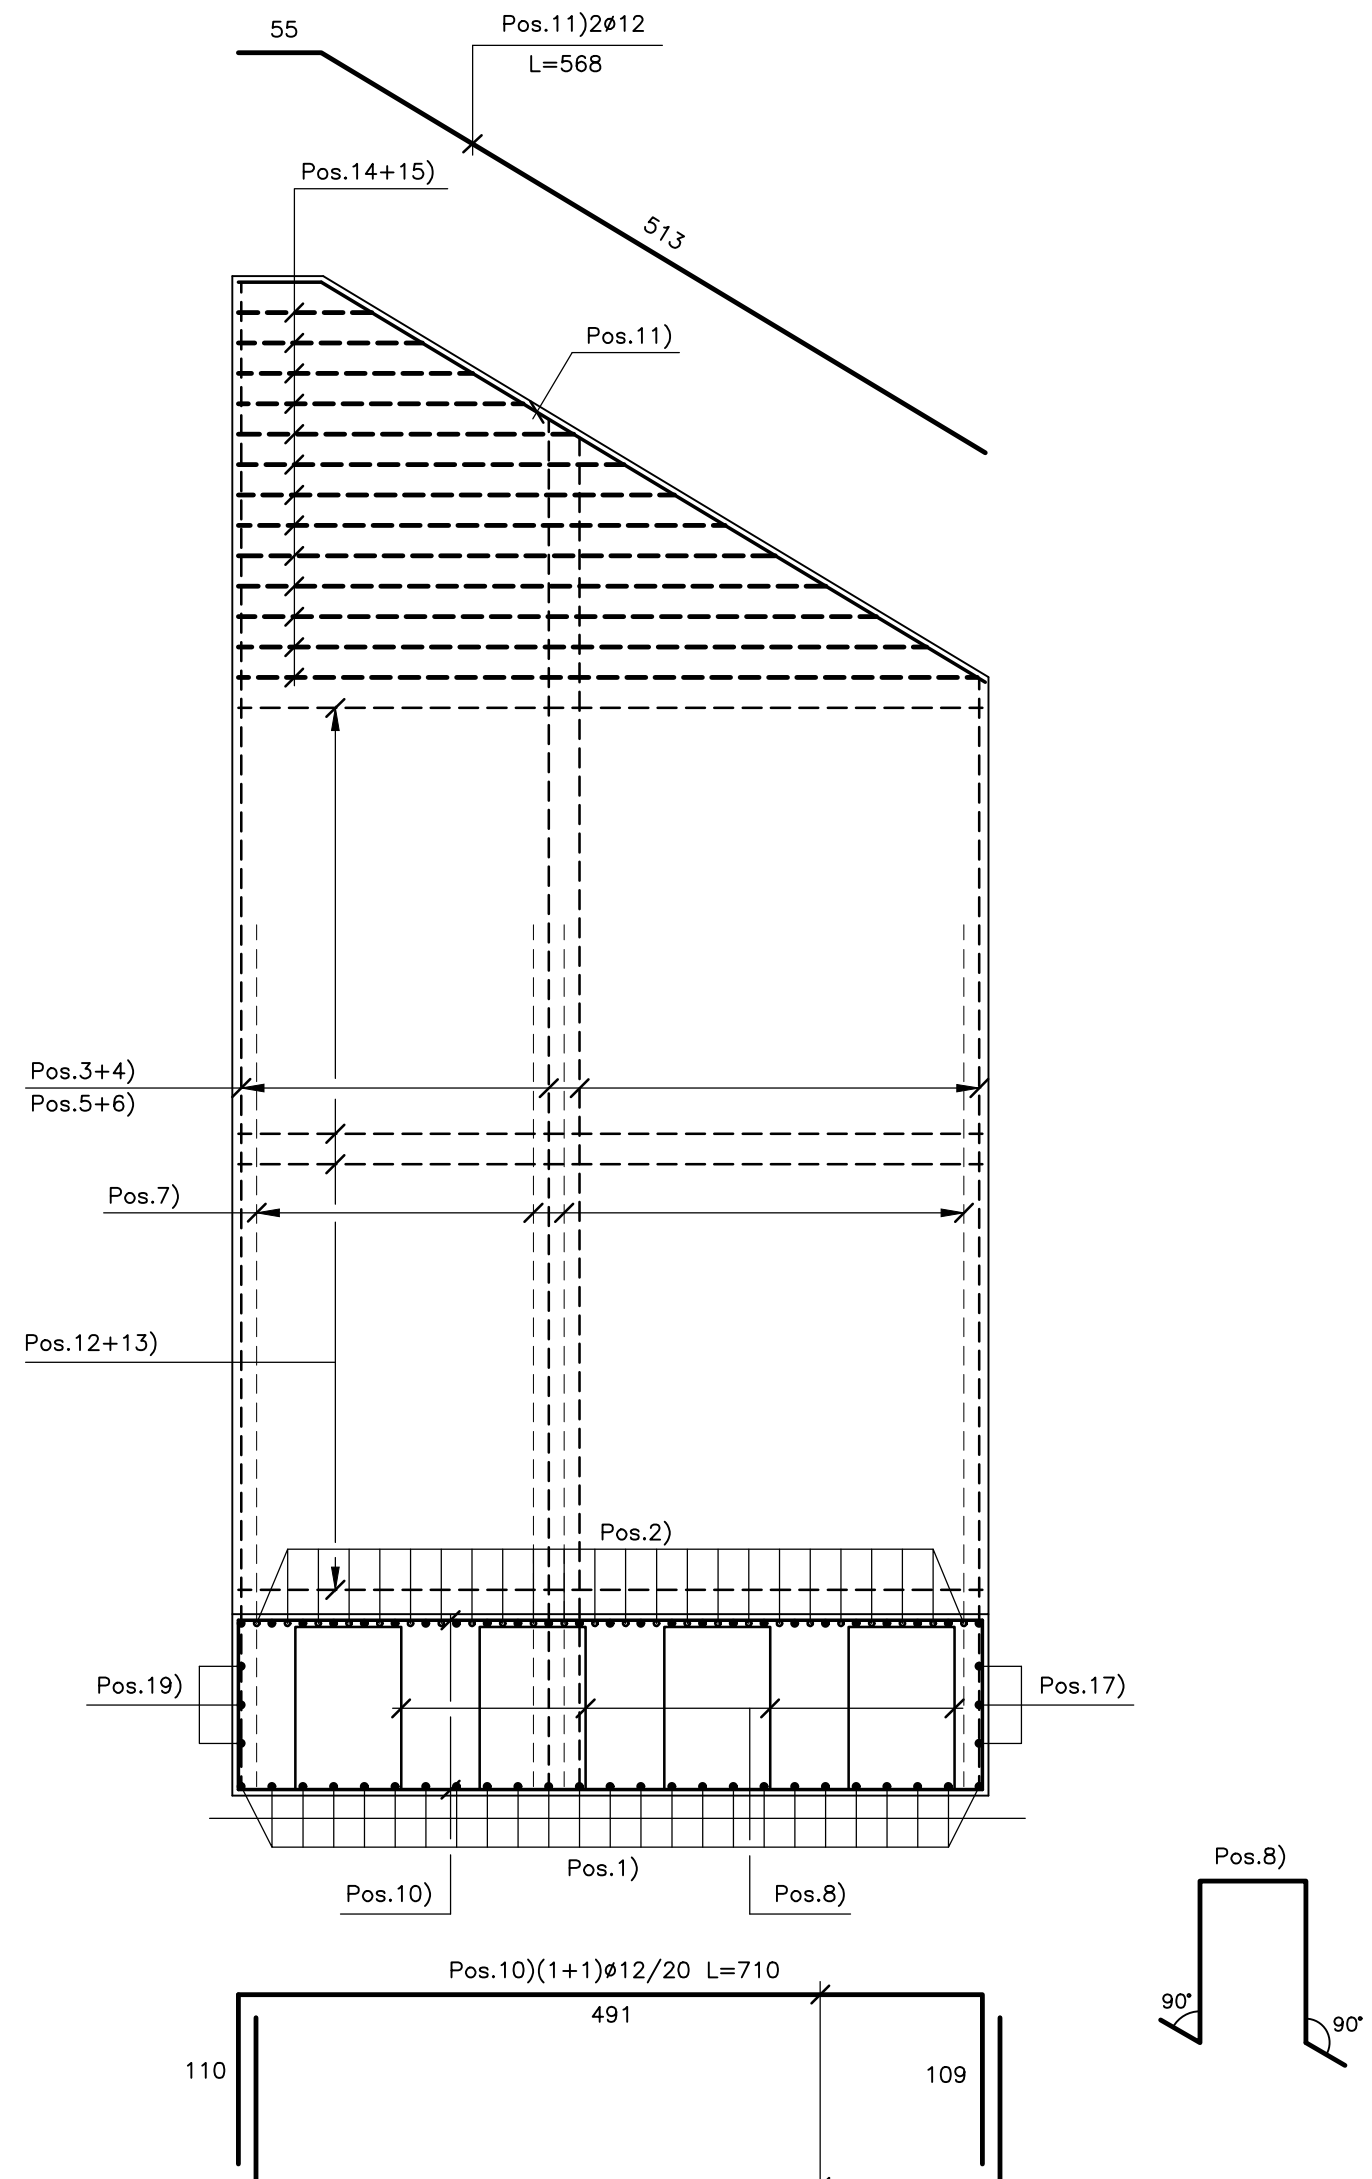 55
Pos.11)2ø12
L=568
Pos.14+15)
513
Pos.11)
Pos.3+4)
Pos.5+6)
Pos.7)
Pos.12+13)
Pos.2)
Pos.19)
Pos.17)
Pos.1)
Pos.10)
Pos.8)
Pos.8)
Pos.10)(1+1)ø12/20 L=710
491
90°
90°
110
109